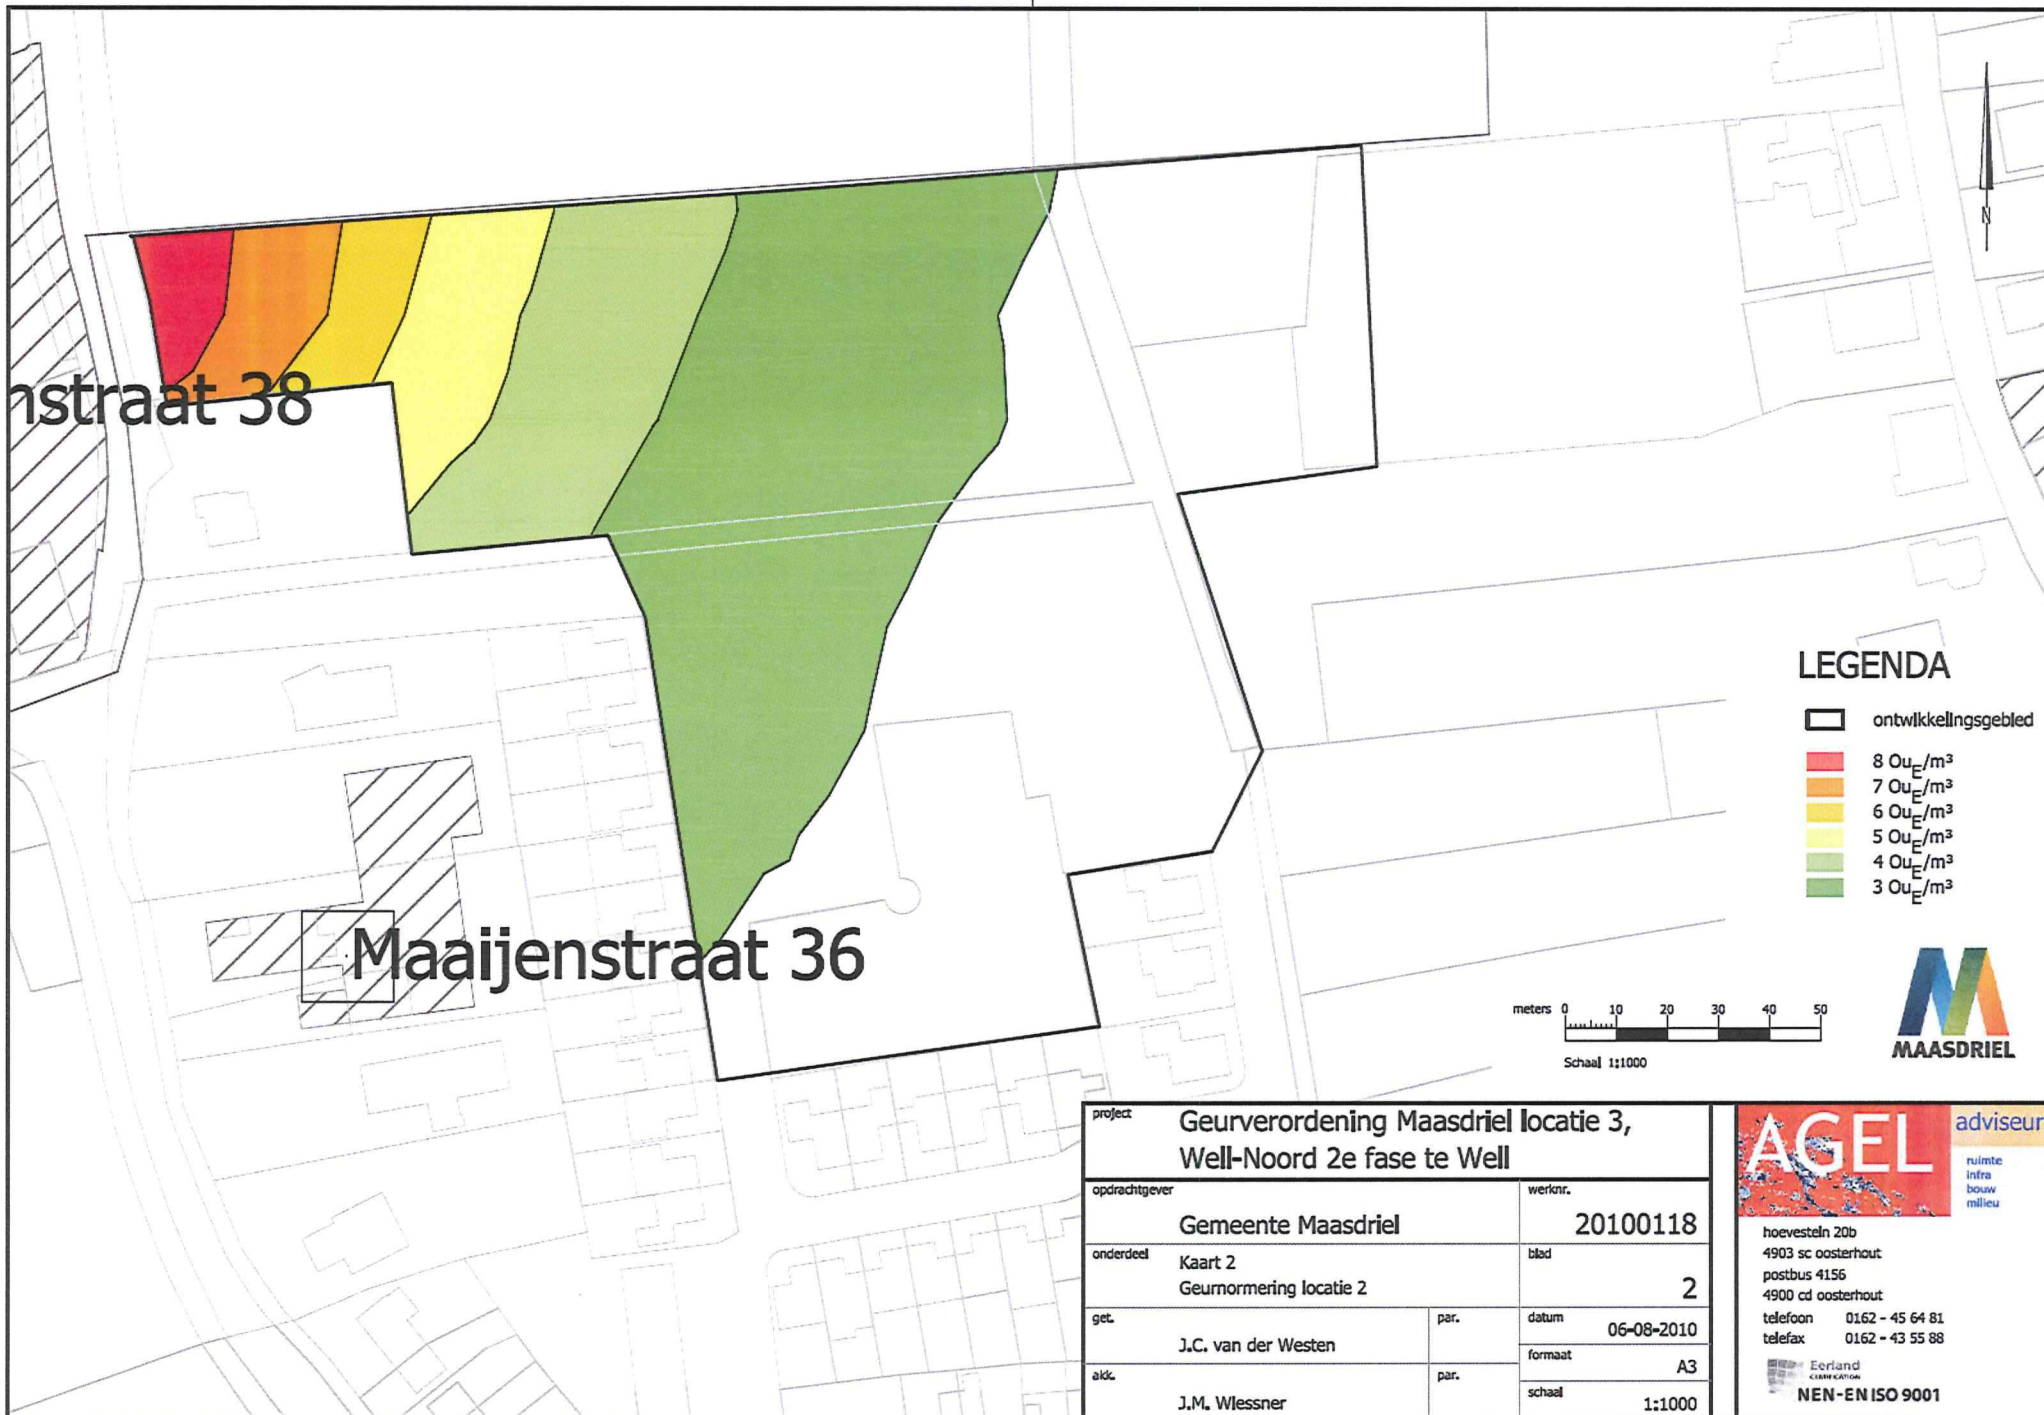 N
nstraat 38
Maaijenstraat 36
LEGENDA
ontwikkelingsgebied
8 OuE/m³
7 OuE/m³
6 OuE/m³
5 OuE/m³
4 OuE/m³
3 OuE/m³
meters 0 10 20 30 40 50
Schaal 1:1000
MAASDRIEL
project Geurverordening Maasdriel locatie 3,
Well-Noord 2e fase te Well
opdrachtgever werknr.
Gemeente Maasdriel 20100118
onderdeel Kaart 2 blad
Geurnormering locatie 2 2
get. par. datum
J.C. van der Westen 06-08-2010
formaat A3
akk. par.
J.M. Wiessner schaal 1:1000
AGEL adviseur
ruimte
infra
bouw
milieu
hoevestein 20b
4903 sc oosterhout
postbus 4156
4900 cd oosterhout
telefoon 0162 - 45 64 81
telefax 0162 - 43 55 88
Eerland
CERTIFICATION
NEN-EN ISO 9001